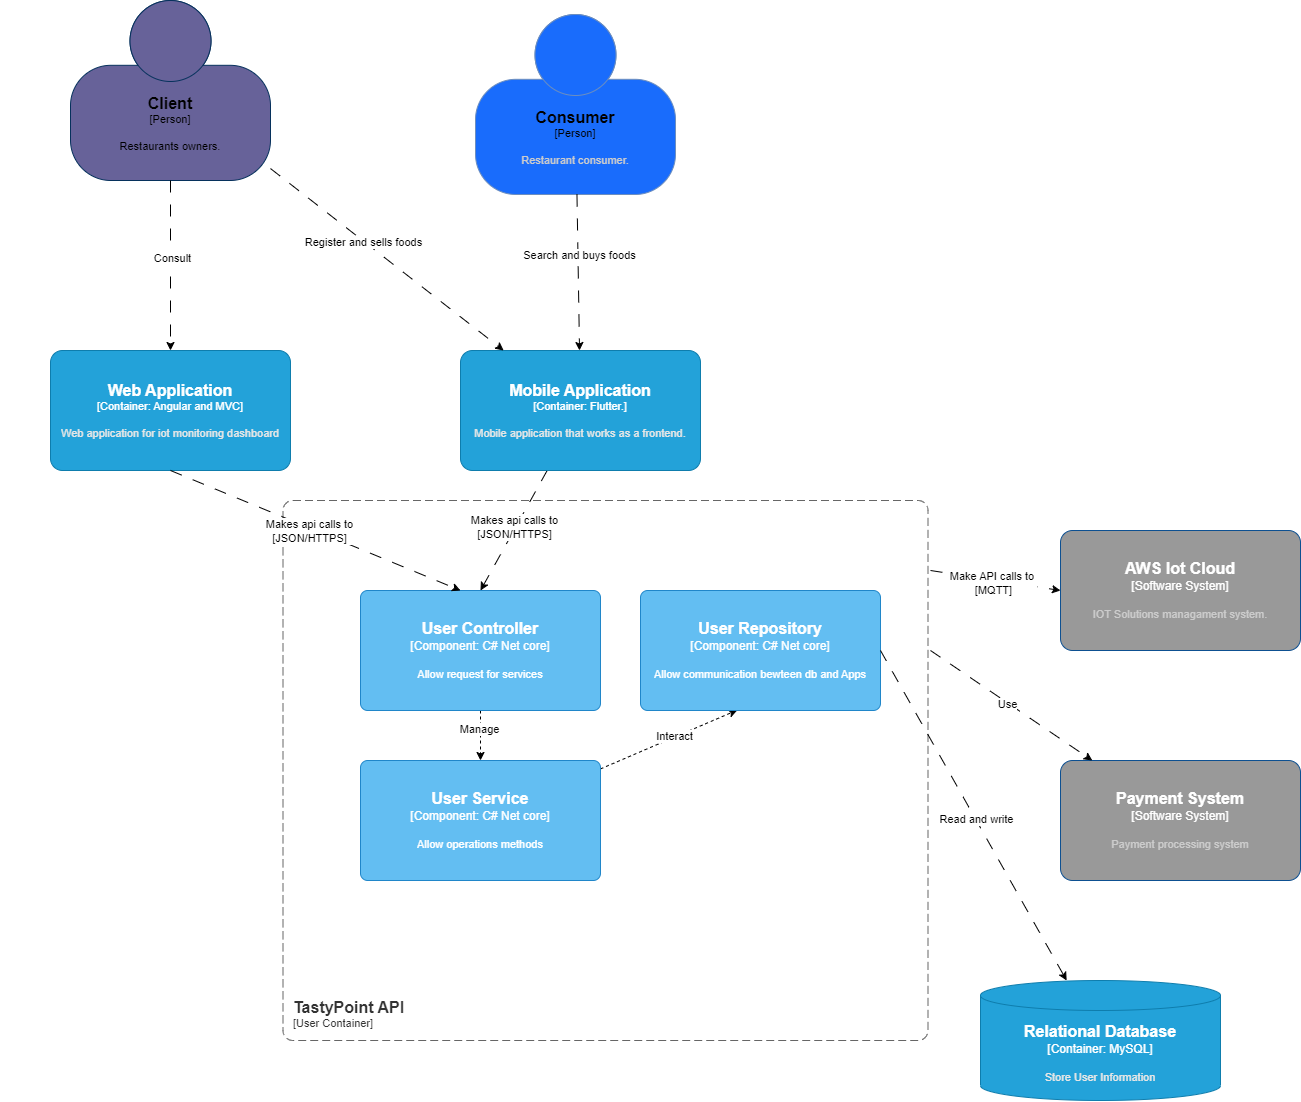 Client
[Person]
Restaurants owners.
Consumer
[Person]
Restaurant consumer.
Register and sells foods
Consult
Search and buys foods
Web Application
[Container: Angular and MVC]
Web application for iot monitoring dashboard
Mobile Application
[Container: Flutter.]
Mobile application that works as a frontend.
Makes api calls to
[JSON/HTTPS]
Makes api calls to
[JSON/HTTPS]
Make API calls to
[MQTT]
AWS Iot Cloud
[Software System]
IOT Solutions managament system.
User Controller
[Component: C# Net core]
Allow request for services
User Repository
[Component: C# Net core]
Allow communication bewteen db and Apps
Manage
Interact
Use
User Service
[Component: C# Net core]
Allow operations methods
Payment System
[Software System]
Payment processing system
Read and write
TastyPoint API
[User Container]
Relational Database
[Container: MySQL]
Store User Information